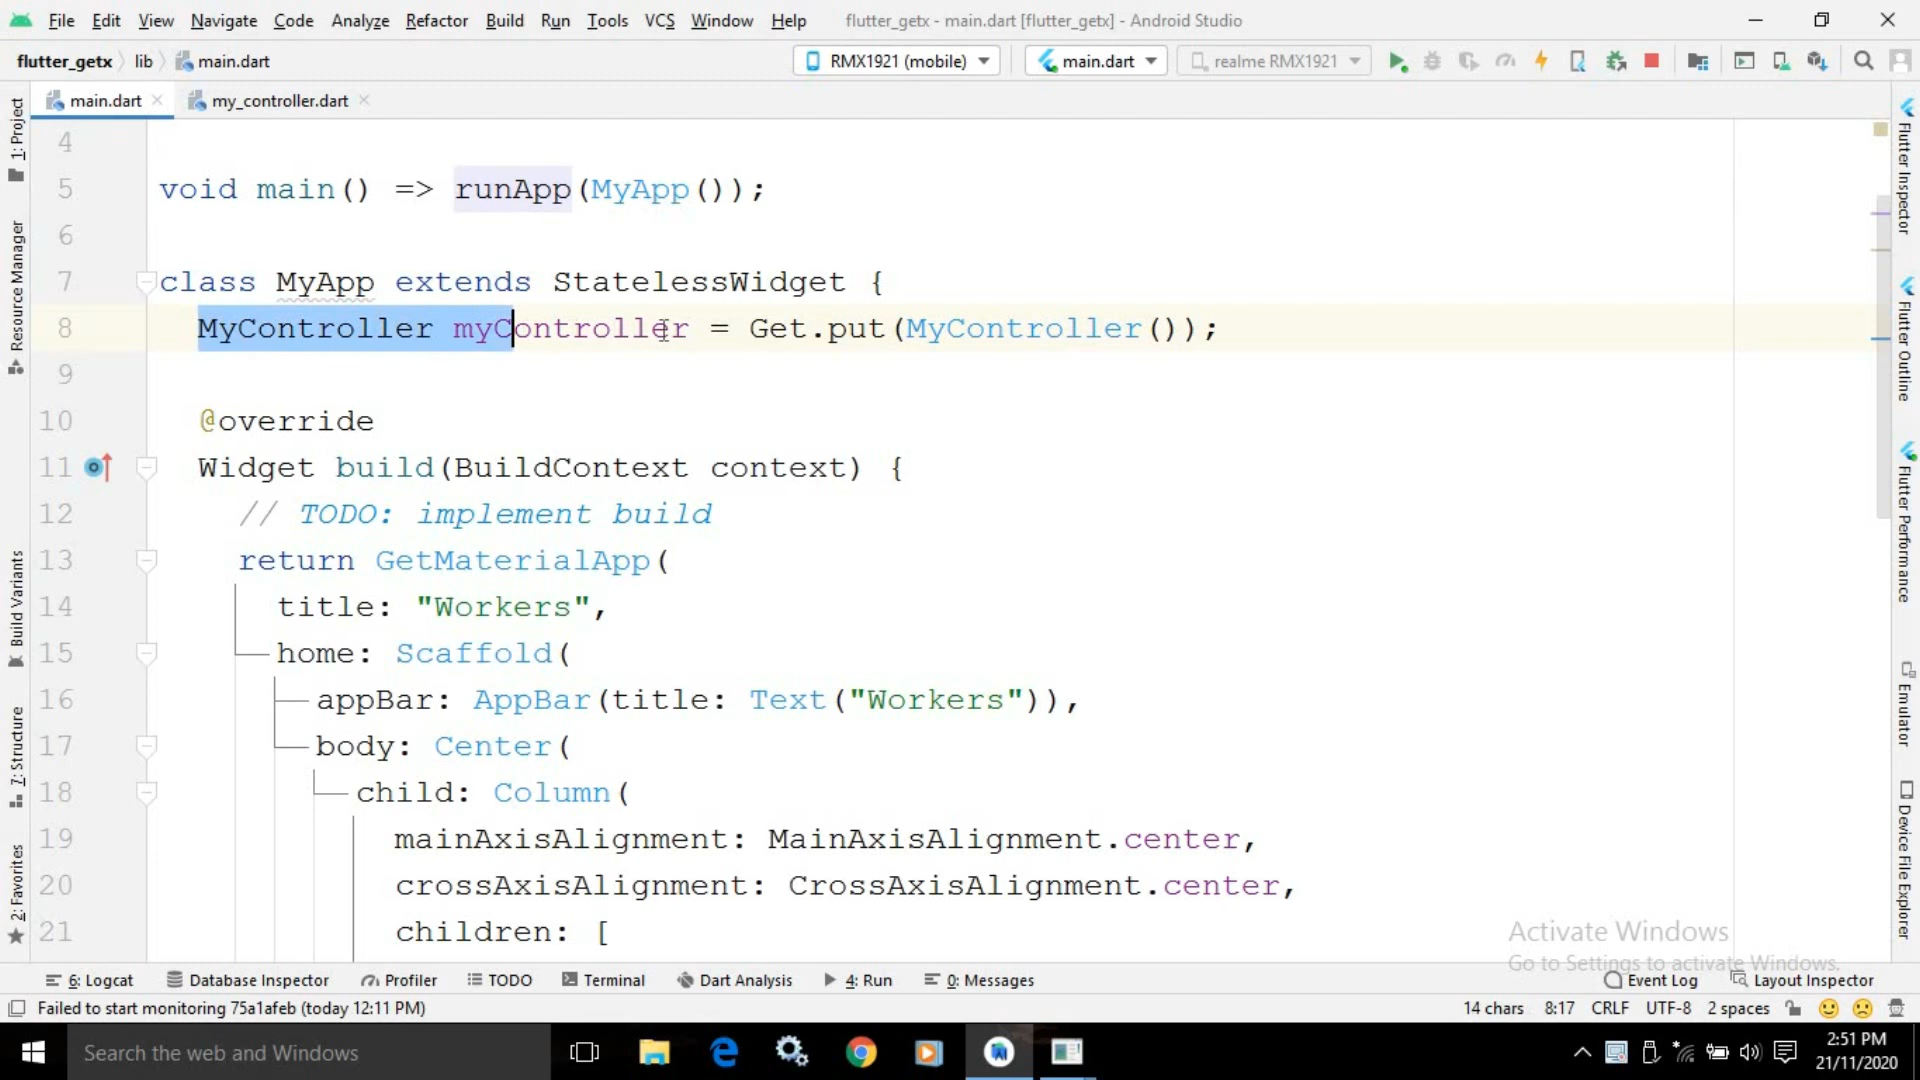 File Edit View Navigate Code Analyze Refactor Build Run Tools VCS Window Help flutter_getx - main.dart [flutter_getx] - Android Studio
flutter_getx lib main.dart RMX1921 (mobile) main.dart realme RMX1921
main.dart my_controller.dart
4
5 void main() => runApp(MyApp());
6
7 class MyApp extends StatelessWidget {
8 MyController myController = Get.put(MyController());
9
10 @override
11 Widget build(BuildContext context) {
12 // TODO: implement build
13 return GetMaterialApp(
14 title: "Workers",
15 home: Scaffold(
16 appBar: AppBar(title: Text("Workers")),
17 body: Center(
18 child: Column(
19 mainAxisAlignment: MainAxisAlignment.center,
20 crossAxisAlignment: CrossAxisAlignment.center,
21 children: [
1: Project
Resource Manager
Build Variants
7: Structure
2: Favorites
Flutter Inspector
Flutter Outline
Flutter Performance
Emulator
Device File Explorer
Activate Windows
Go to Settings to activate Windows.
6: Logcat Database Inspector Profiler TODO Terminal Dart Analysis 4: Run 0: Messages Event Log Layout Inspector
Failed to start monitoring 75a1afeb (today 12:11 PM) 14 chars 8:17 CRLF UTF-8 2 spaces
Search the web and Windows
2:51 PM
21/11/2020